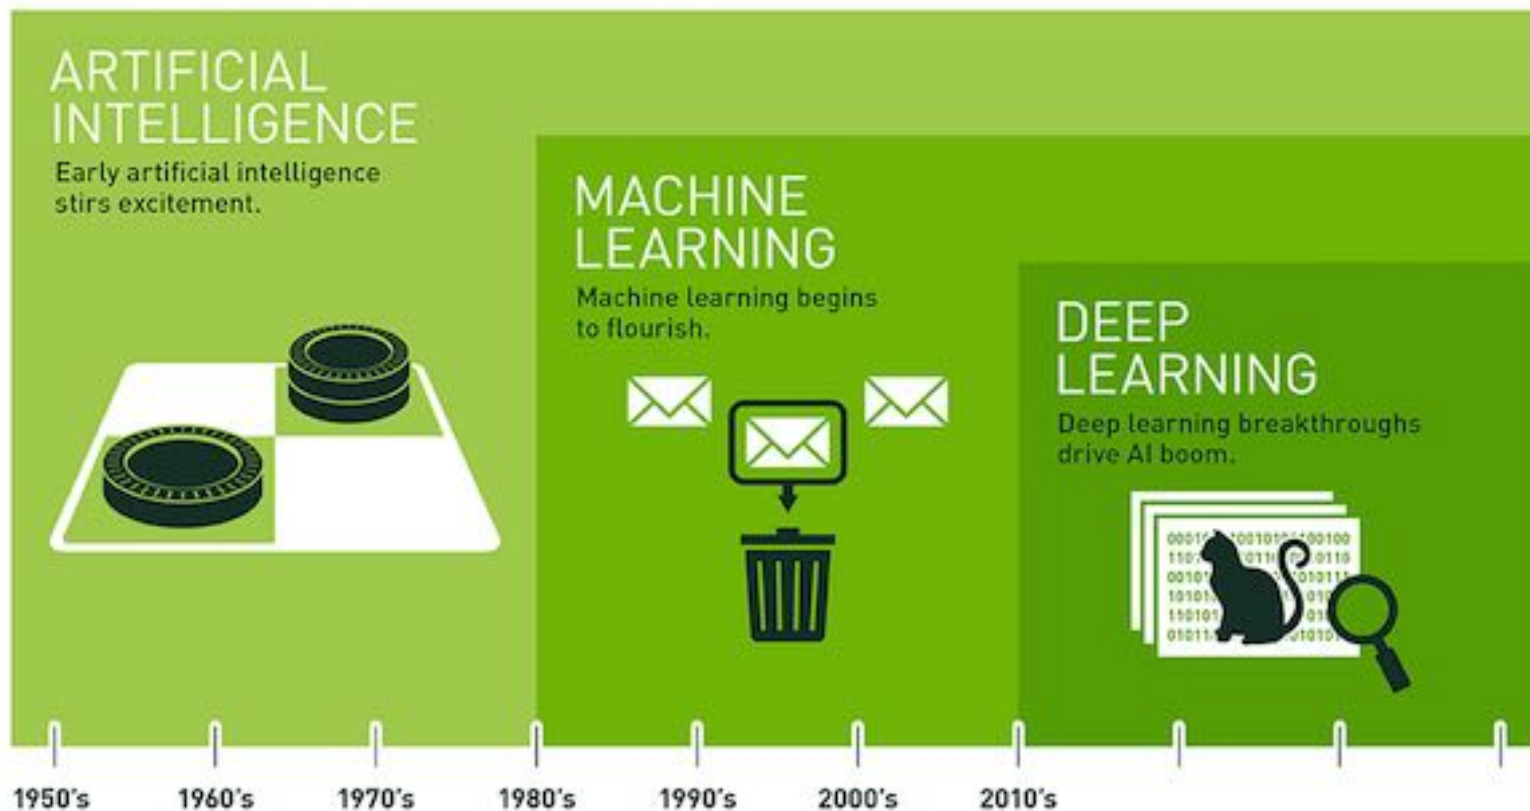 ARTIFICIAL
INTELLIGENCE
Early artificial intelligence
stirs excitement.
MACHINE
LEARNING
Machine learning begins
to flourish.
DEEP
LEARNING
Deep learning breakthroughs
drive AI boom.
1950's 1960's 1970's 1980's 1990's 2000's 2010's